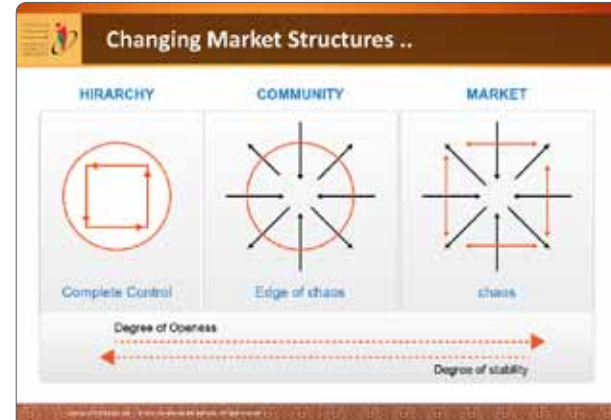 Changing Market Structures ..
HIRARCHY
COMMUNITY
MARKET
Complete Control
Edge of chaos
chaos
Degree of Openess
Degree of stability